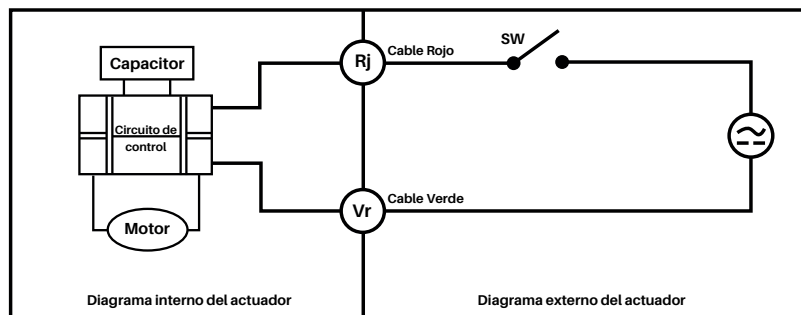 Capacitor
Circuito de
control
Motor
Rj
Cable Rojo
SW
Vr
Cable Verde
Diagrama interno del actuador
Diagrama externo del actuador